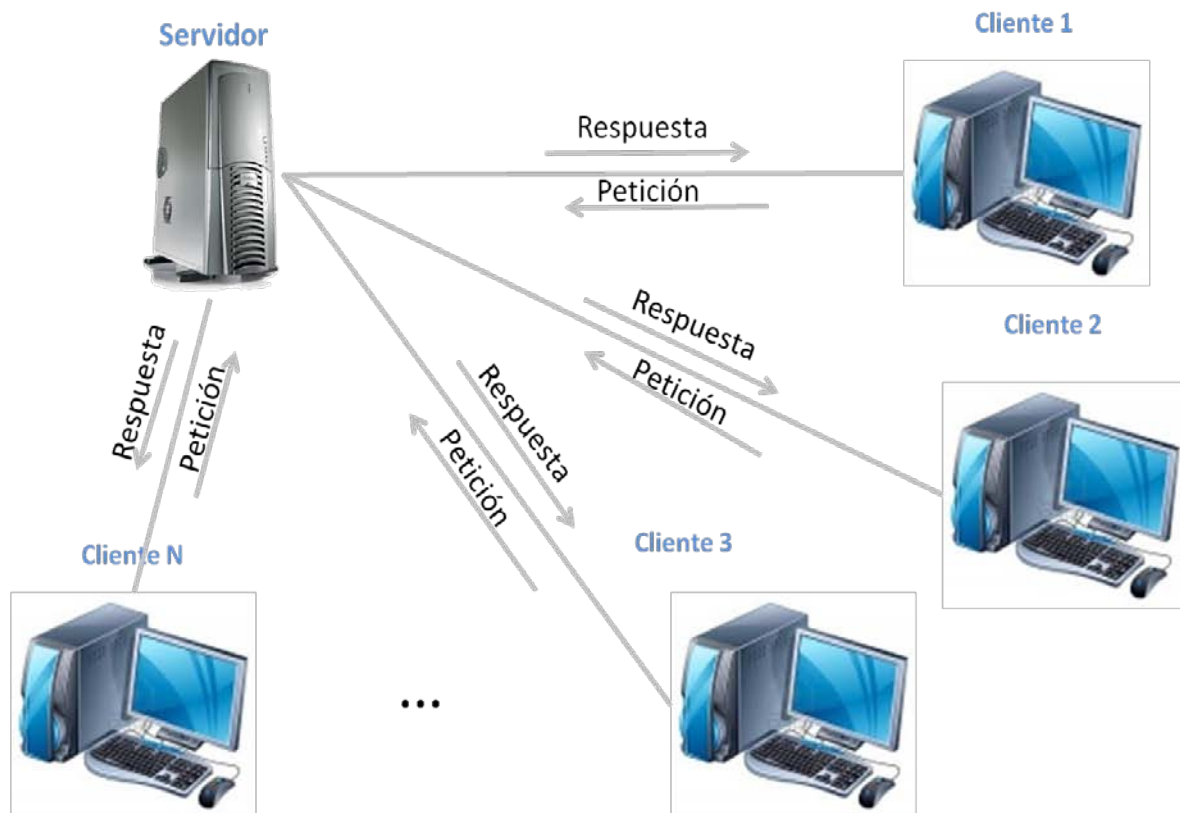 Servidor
Cliente 1
Respuesta
Petición
Cliente 2
Respuesta
Petición
Respuesta
Petición
Respuesta
Petición
Cliente N
Cliente 3
...